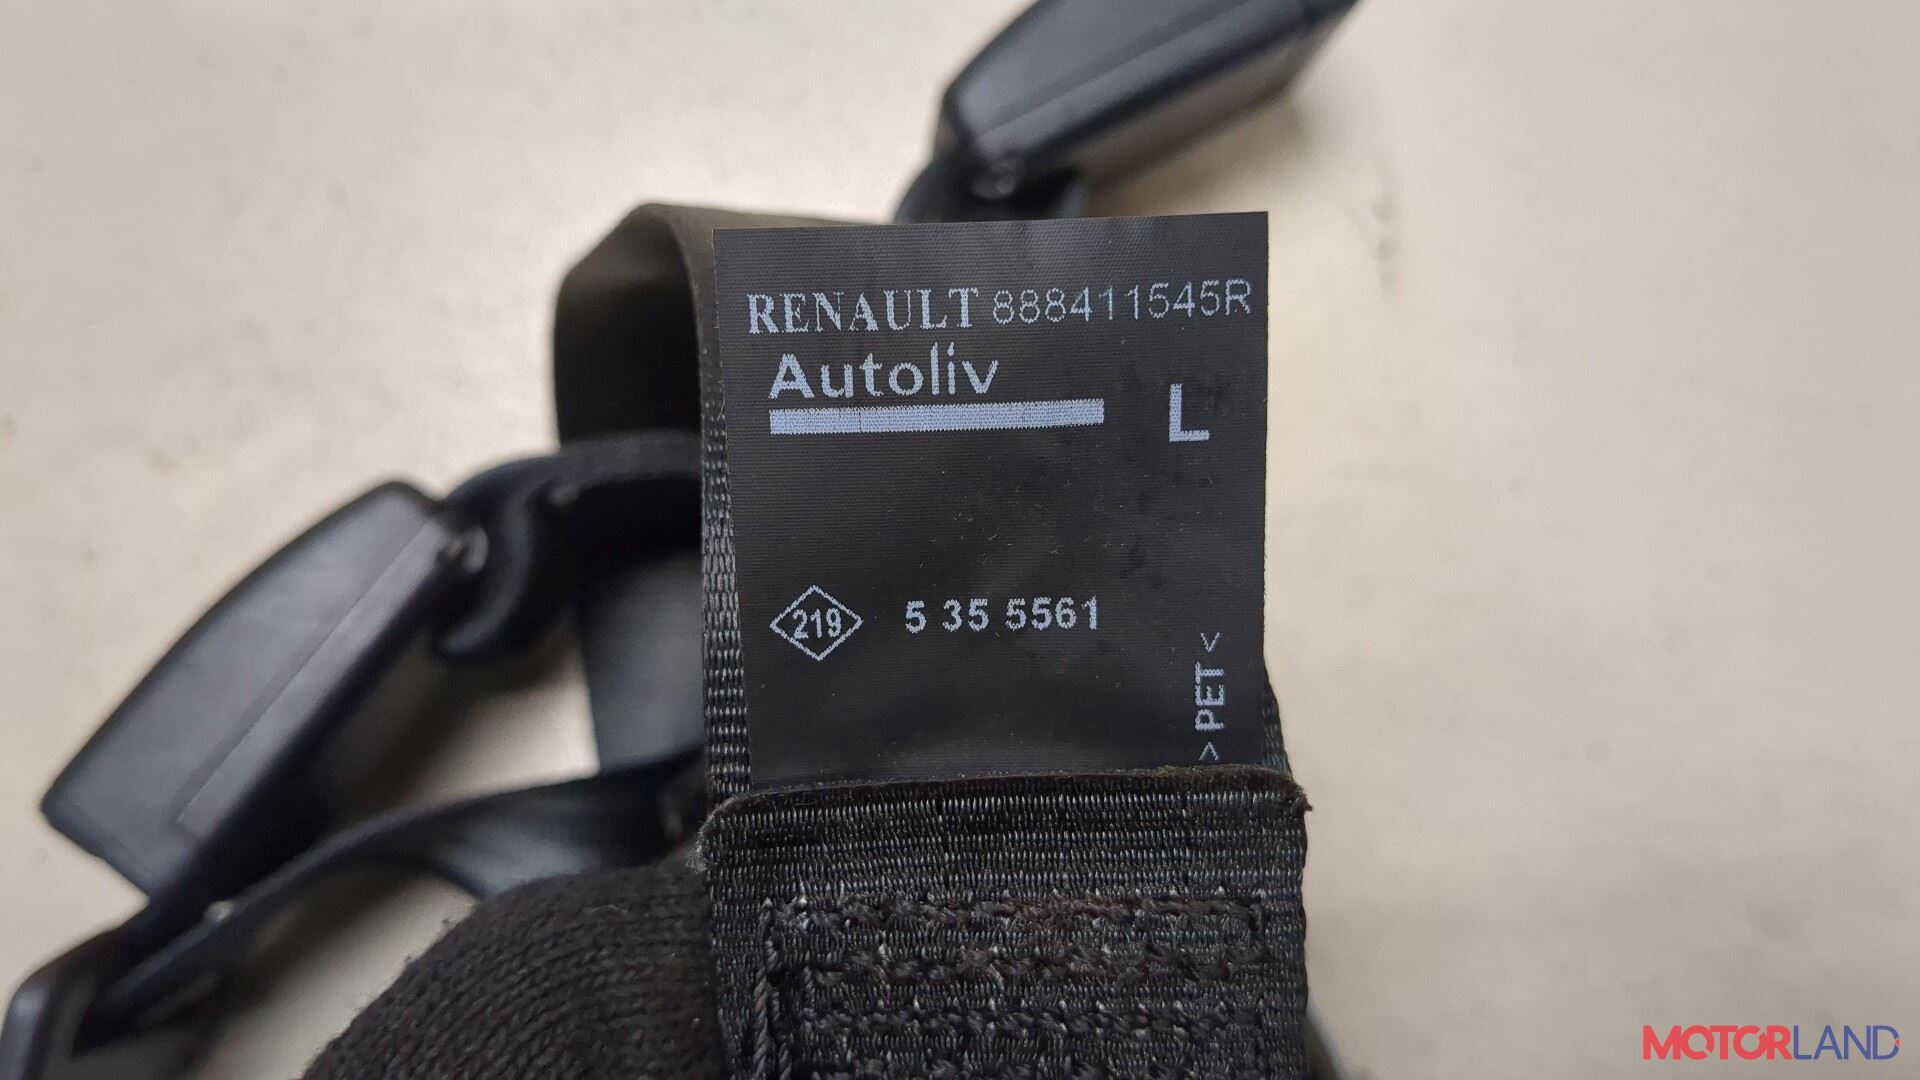 RENAULT 888411545R
Autoliv
L
219 5 35 5561
>PET<
MOTORLAND